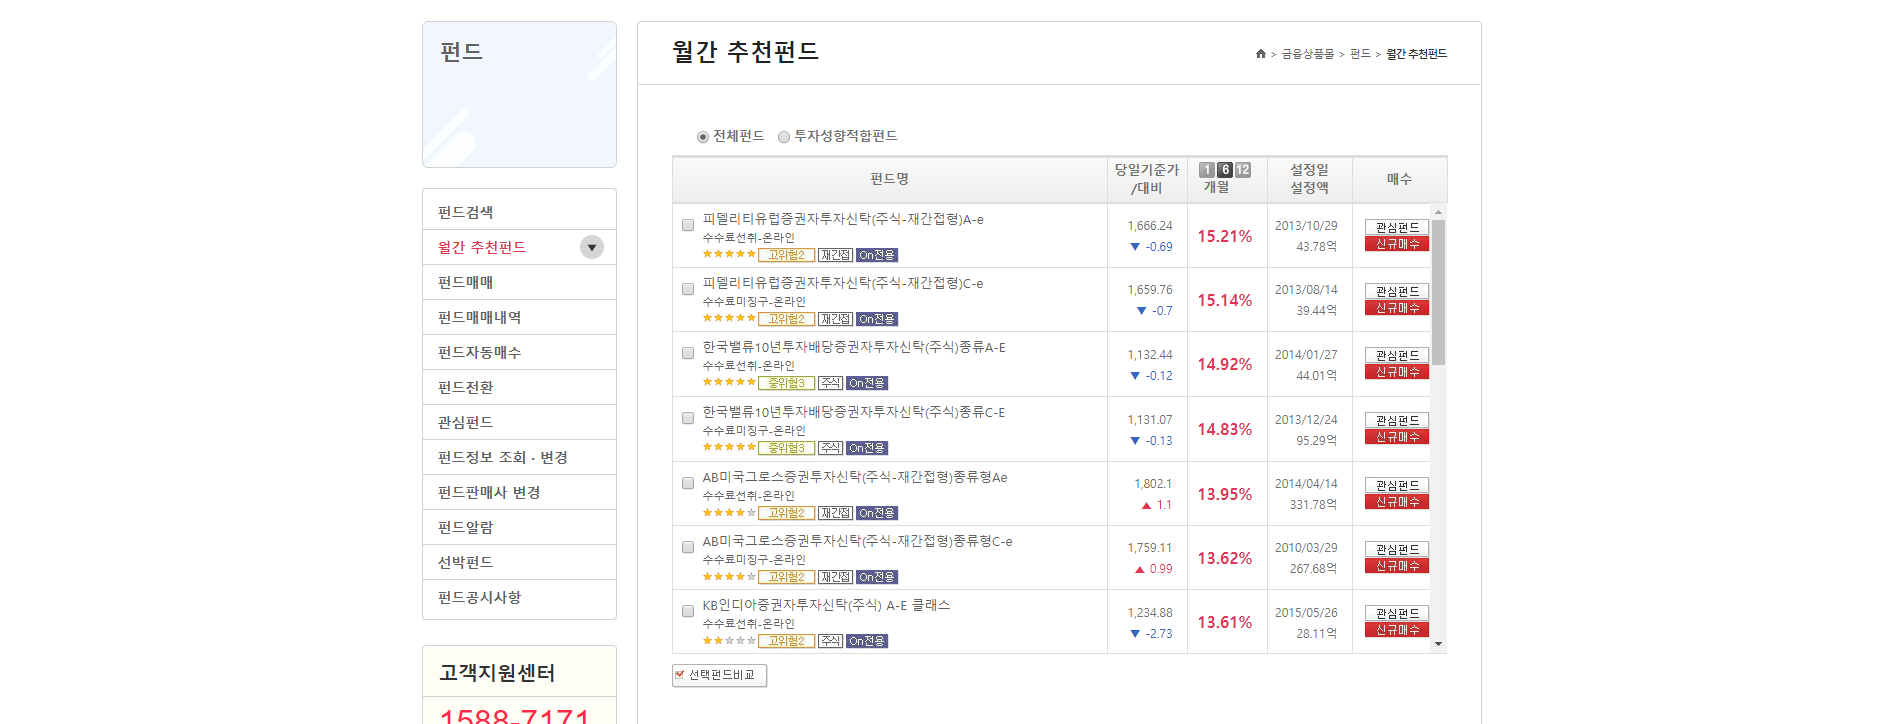 펀드
월간 추천펀드
> 금융상품몰 > 펀드 > 월간 추천펀드
펀드검색
월간 추천펀드
펀드매매
펀드매매내역
펀드자동매수
펀드전환
관심펀드
펀드정보 조회 · 변경
펀드판매사 변경
펀드알람
선박펀드
펀드공시사항
고객지원센터
1588-7171
전체펀드 투자성향적합펀드
펀드명 당일기준가/대비 1 6 12 개월 설정일 설정액 매수
피델리티유럽증권자투자신탁(주식-재간접형)A-e
수수료선취-온라인
★★★★★ 고위험2 재간접 On전용
1,666.24
▼ -0.69
15.21%
2013/10/29
43.78억
관심펀드
신규매수
피델리티유럽증권자투자신탁(주식-재간접형)C-e
수수료미징구-온라인
★★★★★ 고위험2 재간접 On전용
1,659.76
▼ -0.7
15.14%
2013/08/14
39.44억
관심펀드
신규매수
한국밸류10년투자배당증권자투자신탁(주식)종류A-E
수수료선취-온라인
★★★★★ 중위험3 주식 On전용
1,132.44
▼ -0.12
14.92%
2014/01/27
44.01억
관심펀드
신규매수
한국밸류10년투자배당증권자투자신탁(주식)종류C-E
수수료미징구-온라인
★★★★★ 중위험3 주식 On전용
1,131.07
▼ -0.13
14.83%
2013/12/24
95.29억
관심펀드
신규매수
AB미국그로스증권투자신탁(주식-재간접형)종류형Ae
수수료선취-온라인
★★★★★ 고위험2 재간접 On전용
1,802.1
▲ 1.1
13.95%
2014/04/14
331.78억
관심펀드
신규매수
AB미국그로스증권투자신탁(주식-재간접형)종류형C-e
수수료미징구-온라인
★★★★★ 고위험2 재간접 On전용
1,759.11
▲ 0.99
13.62%
2010/03/29
267.68억
관심펀드
신규매수
KB인디아증권자투자신탁(주식) A-E 클래스
수수료선취-온라인
★★★★★ 고위험2 주식 On전용
1,234.88
▼ -2.73
13.61%
2015/05/26
28.11억
관심펀드
신규매수
선택펀드비교